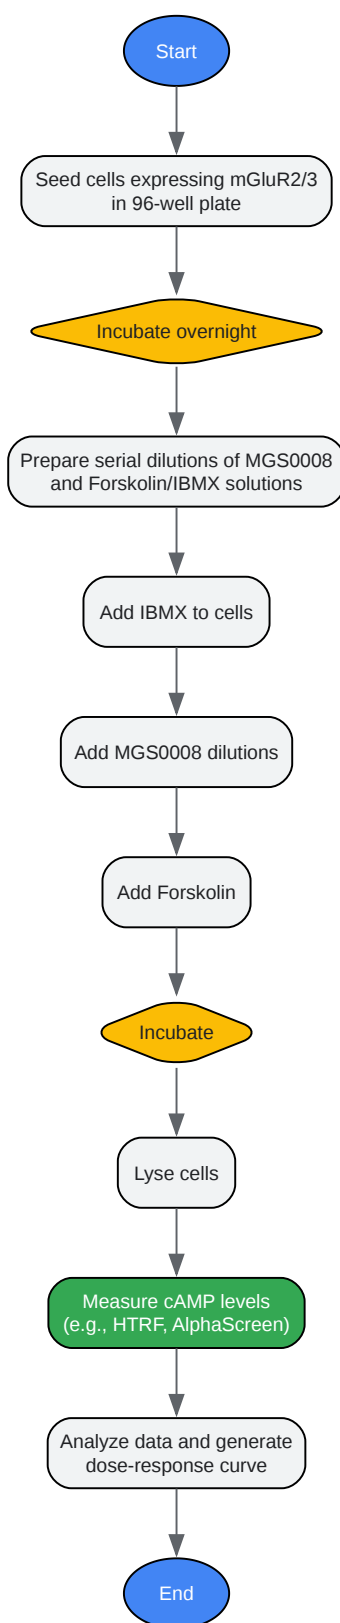 Start
Seed cells expressing mGluR2/3
in 96-well plate
Incubate overnight
Prepare serial dilutions of MGS0008
and Forskolin/IBMX solutions
Add IBMX to cells
Add MGS0008 dilutions
Add Forskolin
Incubate
Lyse cells
Measure cAMP levels
(e.g., HTRF, AlphaScreen)
Analyze data and generate
dose-response curve
End